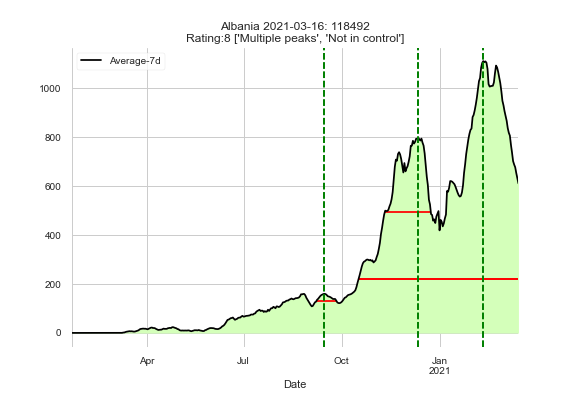 Albania 2021-03-16: 118492
Rating:8 ['Multiple peaks', 'Not in control']
Average-7d
1000
800
600
400
200
0
Apr
Jul
Oct
Jan
2021
Date